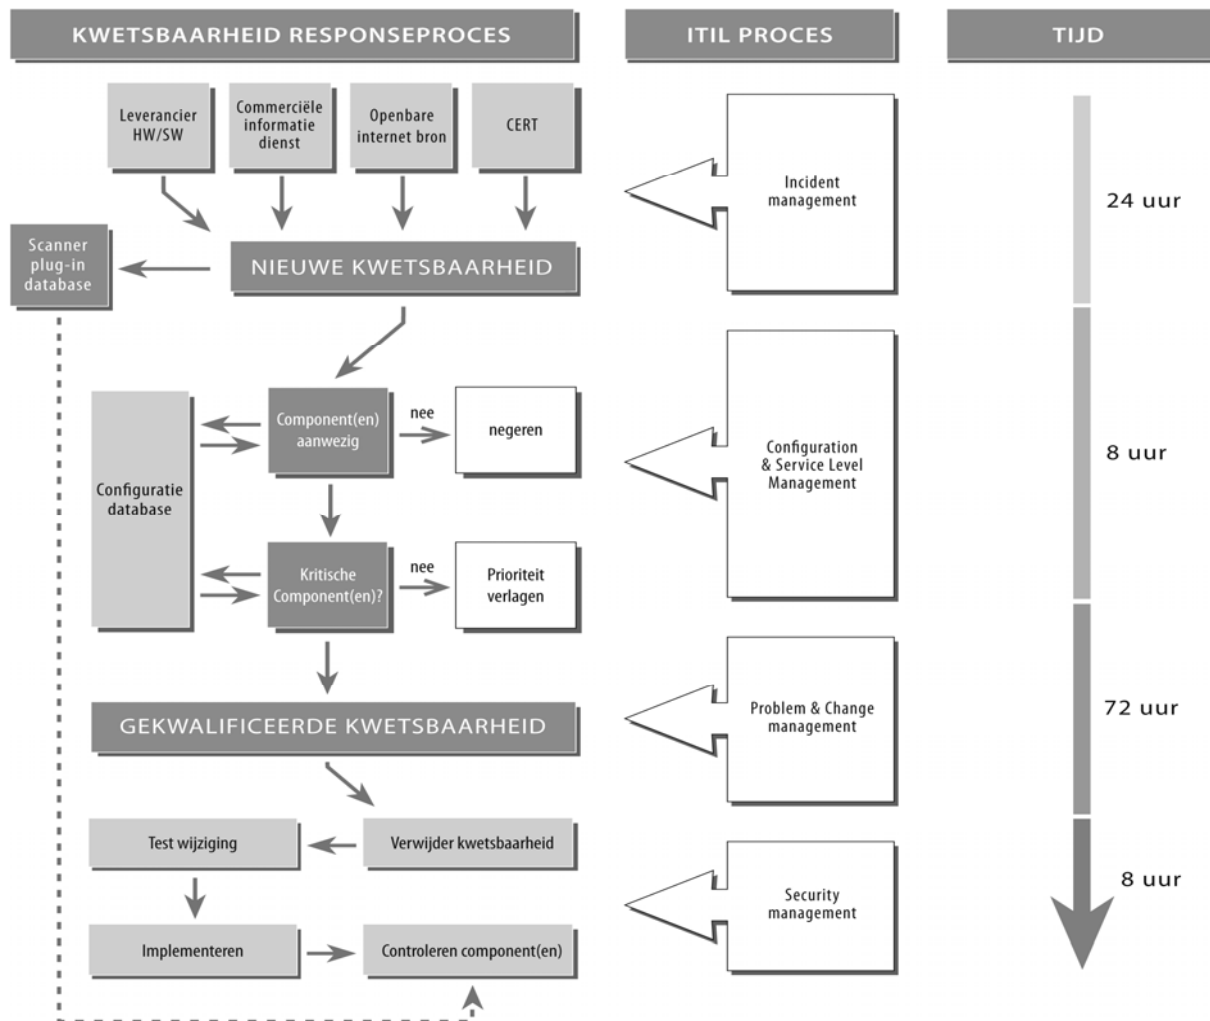 KWETSBAARHEID RESPONSEPROCES
ITIL PROCES
TIJD
Leverancier
HW/SW
Commerciële
informatie
dienst
Openbare
internet bron
CERT
Incident
management
24 uur
Scanner
plug-in
database
NIEUWE KWETSBAARHEID
Configuratie
database
Component(en)
aanwezig
nee
negeren
Configuration
& Service Level
Management
8 uur
Kritische
Component(en)?
nee
Prioriteit
verlagen
GEKWALIFICEERDE KWETSBAARHEID
Problem & Change
management
72 uur
Test wijziging
Verwijder kwetsbaarheid
Implementeren
Controleren component(en)
Security
management
8 uur